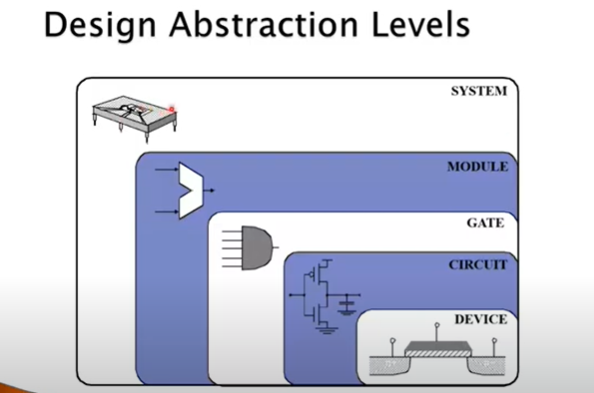 Design Abstraction Levels
SYSTEM
MODULE
GATE
CIRCUIT
DEVICE